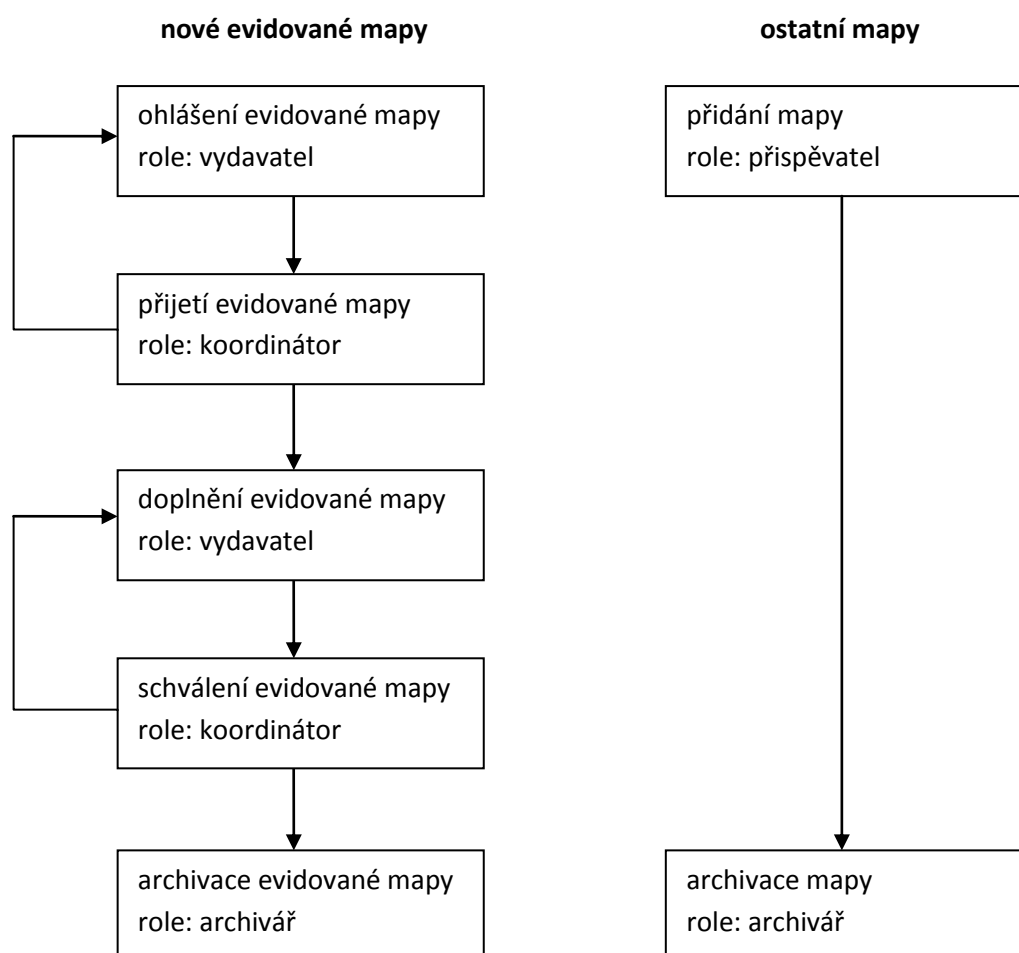 nové evidované mapy
ohlášení evidované mapy
role: vydavatel
přijetí evidované mapy
role: koordinátor
doplnění evidované mapy
role: vydavatel
schválení evidované mapy
role: koordinátor
archivace evidované mapy
role: archivář
ostatní mapy
přidání mapy
role: přispěvatel
archivace mapy
role: archivář